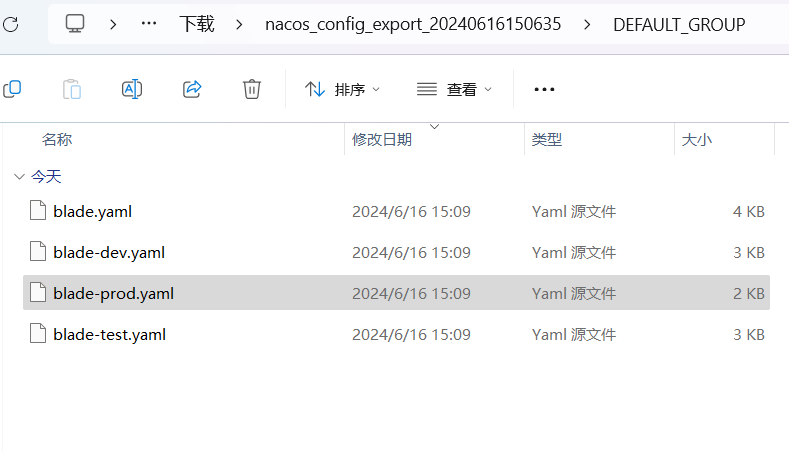 下载 nacos_config_export_20240616150635 DEFAULT_GROUP
排序 查看
名称 修改日期 类型 大小
今天
blade.yaml 2024/6/16 15:09 Yaml 源文件 4 KB
blade-dev.yaml 2024/6/16 15:09 Yaml 源文件 3 KB
blade-prod.yaml 2024/6/16 15:09 Yaml 源文件 2 KB
blade-test.yaml 2024/6/16 15:09 Yaml 源文件 3 KB